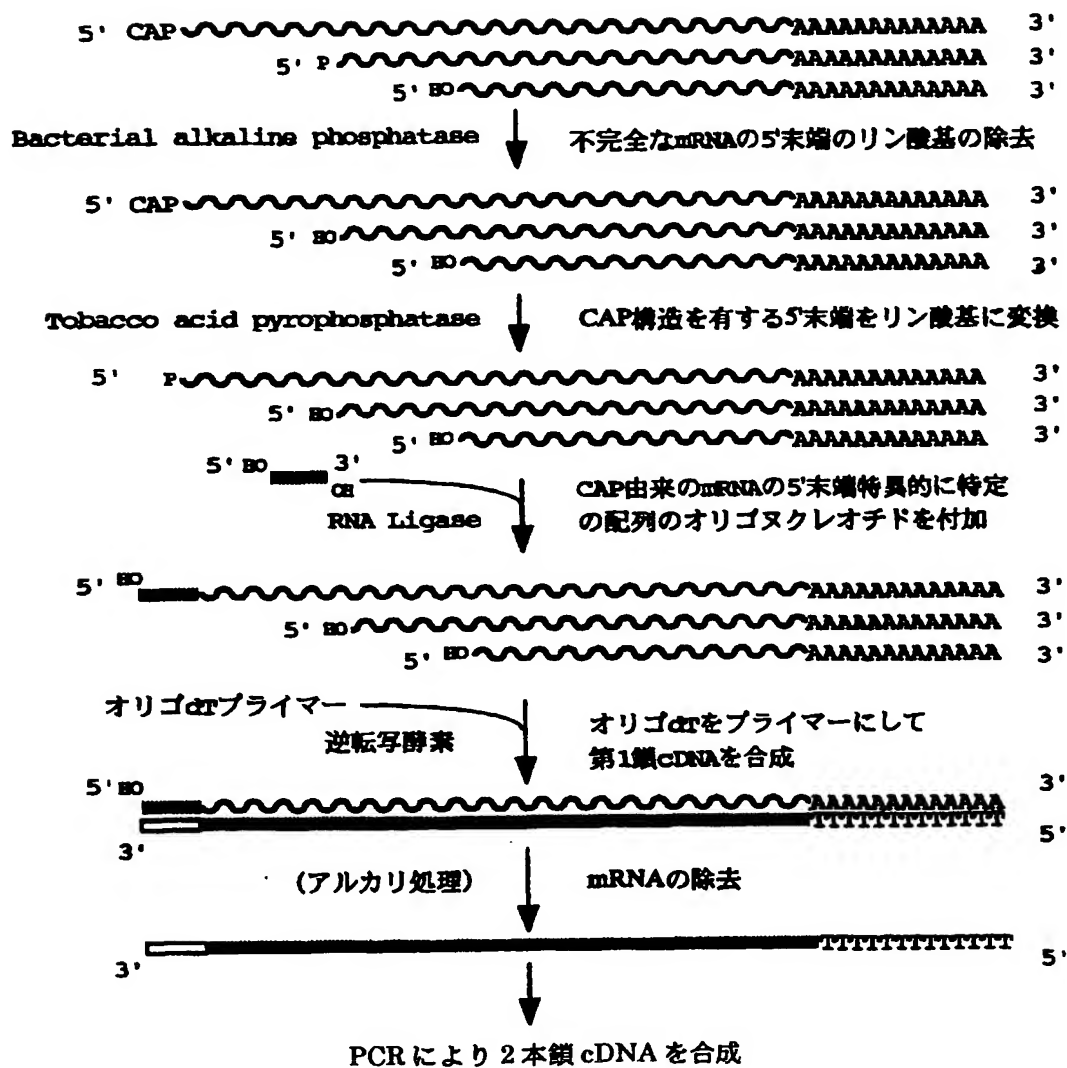 5' CAP AAAAAAAAAAAAA 3'
5' P AAAAAAAAAAAAA 3'
5' HO AAAAAAAAAAAAA 3'
Bacterial alkaline phosphatase 不完全なmRNAの5'末端のリン酸基の除去
5' CAP AAAAAAAAAAAAA 3'
5' HO AAAAAAAAAAAAA 3'
5' HO AAAAAAAAAAAAA 3'
Tobacco acid pyrophosphatase CAP構造を有する5'末端をリン酸基に変換
5' P AAAAAAAAAAAAA 3'
5' HO AAAAAAAAAAAAA 3'
5' HO AAAAAAAAAAAAA 3'
5' HO 3'
OH
RNA Ligase
CAP由来のmRNAの5'末端特異的に特定
の配列のオリゴヌクレオチドを付加
5' HO AAAAAAAAAAAAA 3'
5' HO AAAAAAAAAAAAA 3'
5' HO AAAAAAAAAAAAA 3'
オリゴdTプライマー
逆転写酵素
オリゴdTをプライマーにして
第1鎖cDNAを合成
5' HO AAAAAAAAAAAAA 3'
3' TTTTTTTTTTTTT 5'
(アルカリ処理) mRNAの除去
3' TTTTTTTTTTTTT 5'
PCRにより2本鎖cDNAを合成